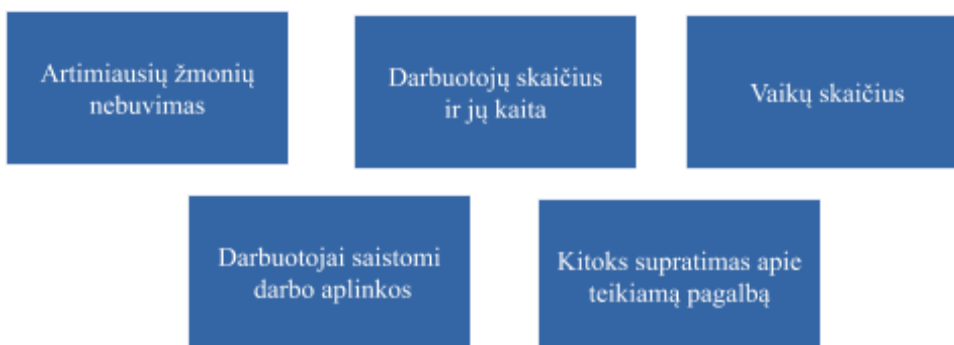 Artimiausių žmonių
nebuvimas
Darbuotojų skaičius
ir jų kaita
Vaikų skaičius
Darbuotojai saistomi
darbo aplinkos
Kitoks supratimas apie
teikiamą pagalbą